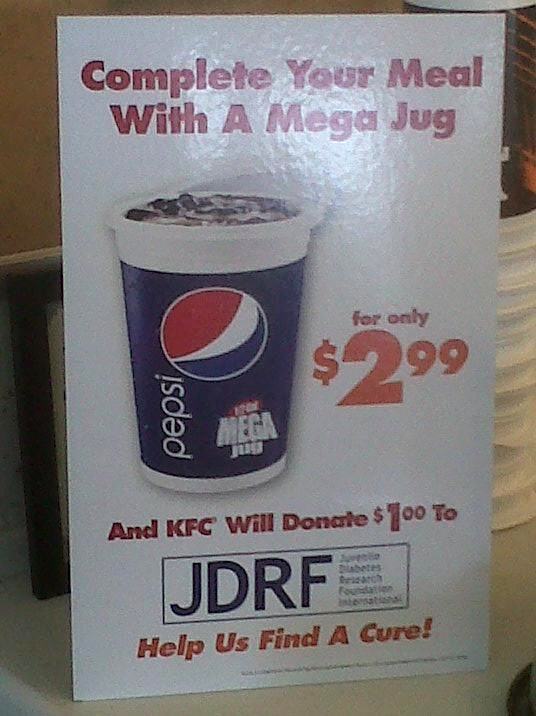 Complete Your Meal
With A Mega Jug
for only
$2.99
pepsi
MEGA
JUG
And KFC Will Donate $1.00 To
JDRF
Juvenile
Diabetes
Research
Foundation
International
Help Us Find A Cure!